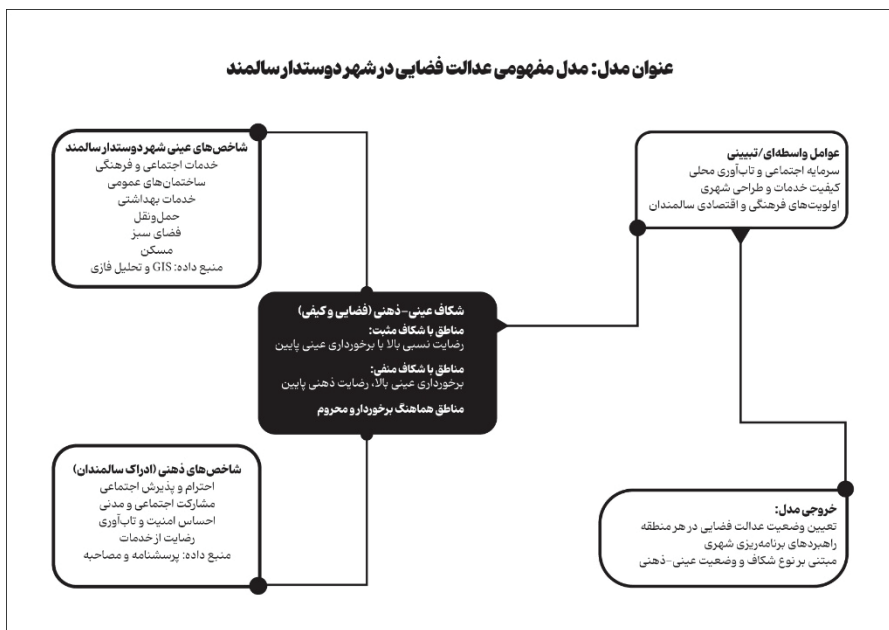 عنوان مدل: مدل مفهومی عدالت فضایی در شهر دوستدار سالمند
شاخص‌های عینی شهر دوستدار سالمند
خدمات اجتماعی و فرهنگی
ساختمان‌های عمومی
خدمات بهداشتی
حمل‌ونقل
فضای سبز
مسکن
منبع داده: GIS و تحلیل فازی
عوامل واسطه‌ای/تبیینی
سرمایه اجتماعی و تاب‌آوری محلی
کیفیت خدمات و طراحی شهری
اولویت‌های فرهنگی و اقتصادی سالمندان
شکاف عینی-ذهنی (فضایی و کیفی)
مناطق با شکاف مثبت:
رضایت نسبی بالا با برخورداری عینی پایین
مناطق با شکاف منفی:
برخورداری عینی بالا، رضایت ذهنی پایین
مناطق هماهنگ برخوردار و محروم
شاخص‌های ذهنی (ادراک سالمندان)
احترام و پذیرش اجتماعی
مشارکت اجتماعی و مدنی
احساس امنیت و تاب‌آوری
رضایت از خدمات
منبع داده: پرسشنامه و مصاحبه
خروجی مدل:
تعیین وضعیت عدالت فضایی در هر منطقه
راهبردهای برنامه‌ریزی شهری
مبتنی بر نوع شکاف و وضعیت عینی-ذهنی